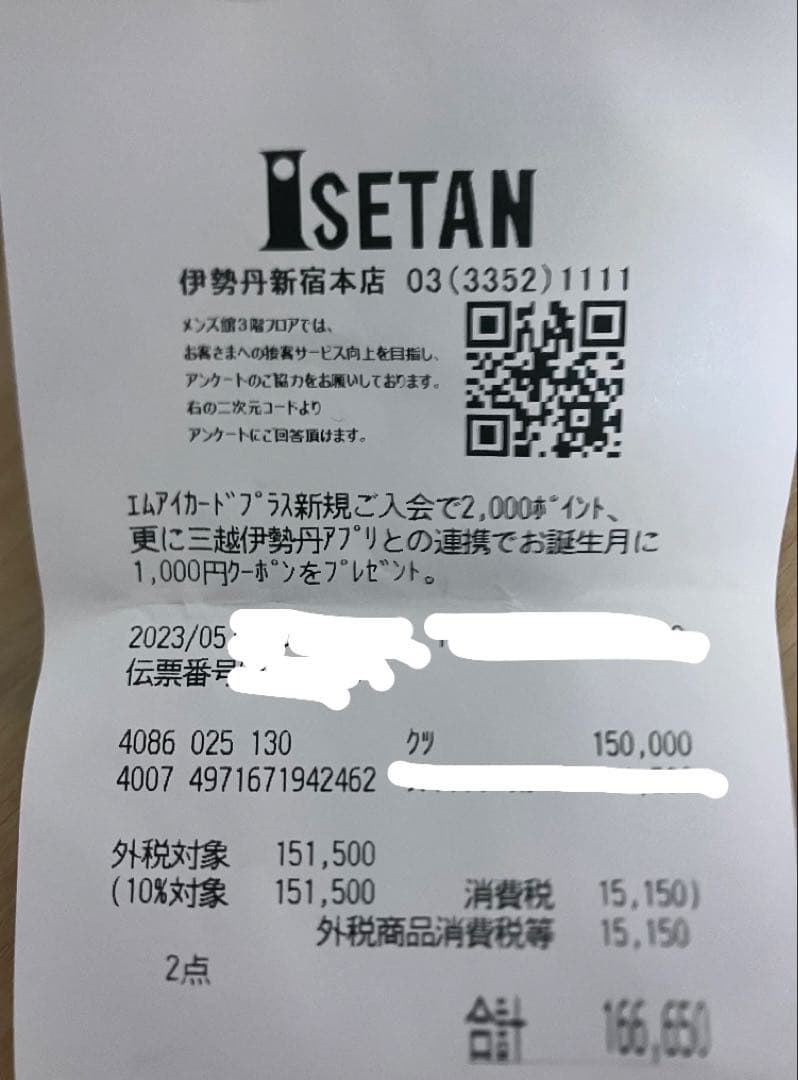 ISETAN
伊勢丹新宿本店 03(3352)1111
メンズ館3階フロアでは、
お客さまへの接客サービス向上を目指し、
アンケートのご協力をお願いしております。
右の二次元コードより
アンケートにご回答頂けます。
ｴﾑｱｲｶｰﾄﾞﾌﾟﾗｽ新規ご入会で2,000ﾎﾟｲﾝﾄ、
更に三越伊勢丹ｱﾌﾟﾘとの連携でお誕生月に
1,000円ｸｰﾎﾟﾝをﾌﾟﾚｾﾞﾝﾄ。
2023/05
伝票番号
4086 025 130 ｸﾂ 150,000
4007 4971671942462
外税対象 151,500
(10%対象 151,500 消費税 15,150)
外税商品消費税等 15,150
2点
合計 166,650